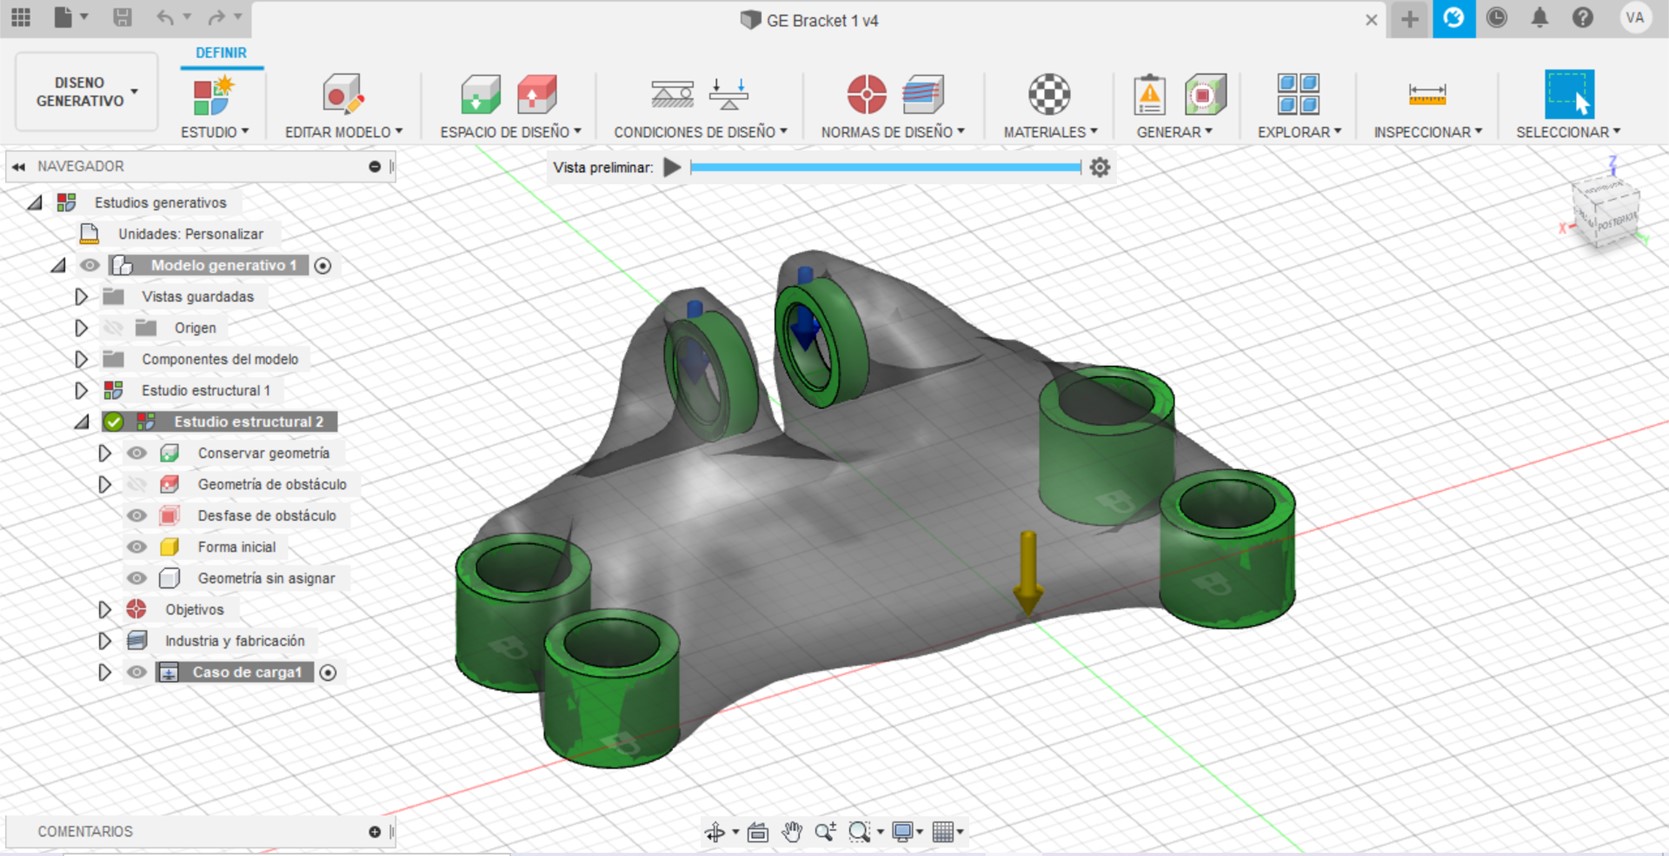 GE Bracket 1 v4
VA
DEFINIR
DISENO
GENERATIVO
ESTUDIO
EDITAR MODELO
ESPACIO DE DISEÑO
CONDICIONES DE DISEÑO
NORMAS DE DISEÑO
MATERIALES
GENERAR
EXPLORAR
INSPECCIONAR
SELECCIONAR
NAVEGADOR
Vista preliminar:
Estudios generativos
Unidades: Personalizar
Modelo generativo 1
Vistas guardadas
Origen
Componentes del modelo
Estudio estructural 1
Estudio estructural 2
Conservar geometría
Geometría de obstáculo
Desfase de obstáculo
Forma inicial
Geometría sin asignar
Objetivos
Industria y fabricación
Caso de carga1
Z
X
Y
POSTERIOR
COMENTARIOS